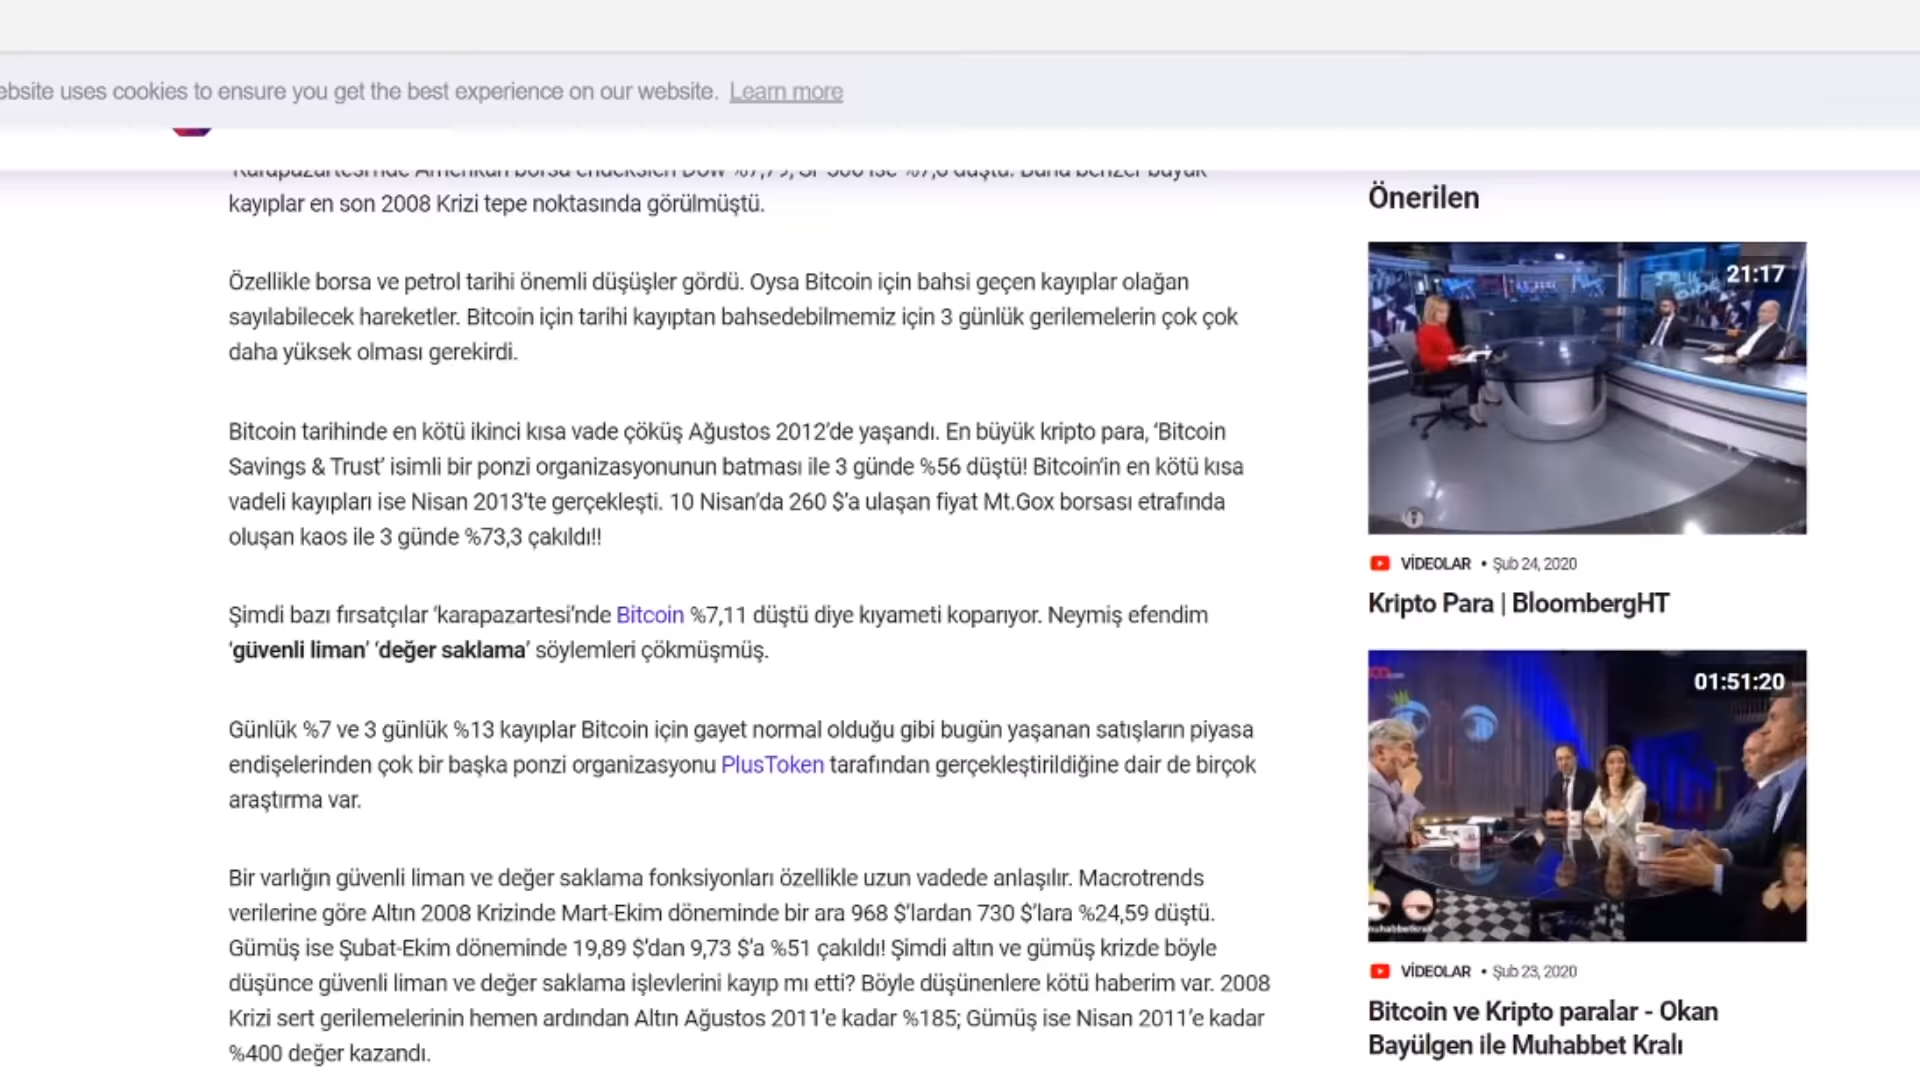 ebsite uses cookies to ensure you get the best experience on our website. Learn more
kayıplar en son 2008 Krizi tepe noktasında görülmüştü.
Özellikle borsa ve petrol tarihi önemli düşüşler gördü. Oysa Bitcoin için bahsi geçen kayıplar olağan
sayılabilecek hareketler. Bitcoin için tarihi kayıptan bahsedebilmemiz için 3 günlük gerilemelerin çok çok
daha yüksek olması gerekirdi.
Bitcoin tarihinde en kötü ikinci kısa vade çöküş Ağustos 2012’de yaşandı. En büyük kripto para, ‘Bitcoin
Savings & Trust’ isimli bir ponzi organizasyonunun batması ile 3 günde %56 düştü! Bitcoin’in en kötü kısa
vadeli kayıpları ise Nisan 2013’te gerçekleşti. 10 Nisan’da 260 $’a ulaşan fiyat Mt.Gox borsası etrafında
oluşan kaos ile 3 günde %73,3 çakıldı!!
Şimdi bazı fırsatçılar ‘karapazartesi’nde Bitcoin %7,11 düştü diye kıyameti koparıyor. Neymiş efendim
‘güvenli liman’ ‘değer saklama’ söylemleri çökmüşmüş.
Günlük %7 ve 3 günlük %13 kayıplar Bitcoin için gayet normal olduğu gibi bugün yaşanan satışların piyasa
endişelerinden çok bir başka ponzi organizasyonu PlusToken tarafından gerçekleştirildiğine dair de birçok
araştırma var.
Bir varlığın güvenli liman ve değer saklama fonksiyonları özellikle uzun vadede anlaşılır. Macrotrends
verilerine göre Altın 2008 Krizinde Mart-Ekim döneminde bir ara 968 $’lardan 730 $’lara %24,59 düştü.
Gümüş ise Şubat-Ekim döneminde 19,89 $’dan 9,73 $’a %51 çakıldı! Şimdi altın ve gümüş krizde böyle
düşünce güvenli liman ve değer saklama işlevlerini kayıp mı etti? Böyle düşünenlere kötü haberim var. 2008
Krizi sert gerilemelerinin hemen ardından Altın Ağustos 2011’e kadar %185; Gümüş ise Nisan 2011’e kadar
%400 değer kazandı.
Önerilen
21:17
VİDEOLAR • Şub 24, 2020
Kripto Para | BloombergHT
01:51:20
VİDEOLAR • Şub 23, 2020
Bitcoin ve Kripto paralar - Okan
Bayülgen ile Muhabbet Kralı